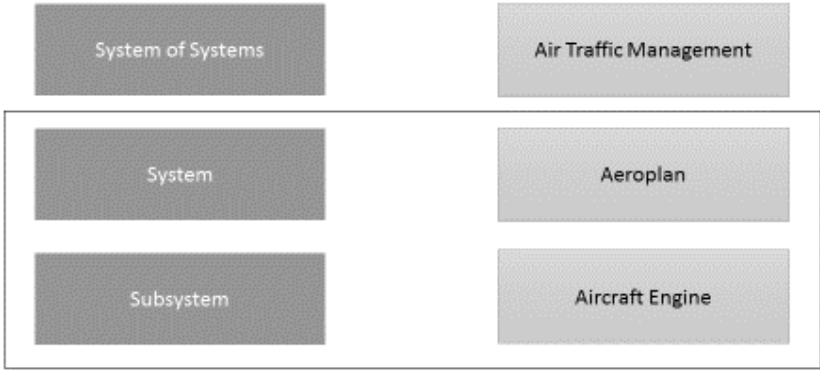 System of Systems
Air Traffic Management
System
Aeroplan
Subsystem
Aircraft Engine